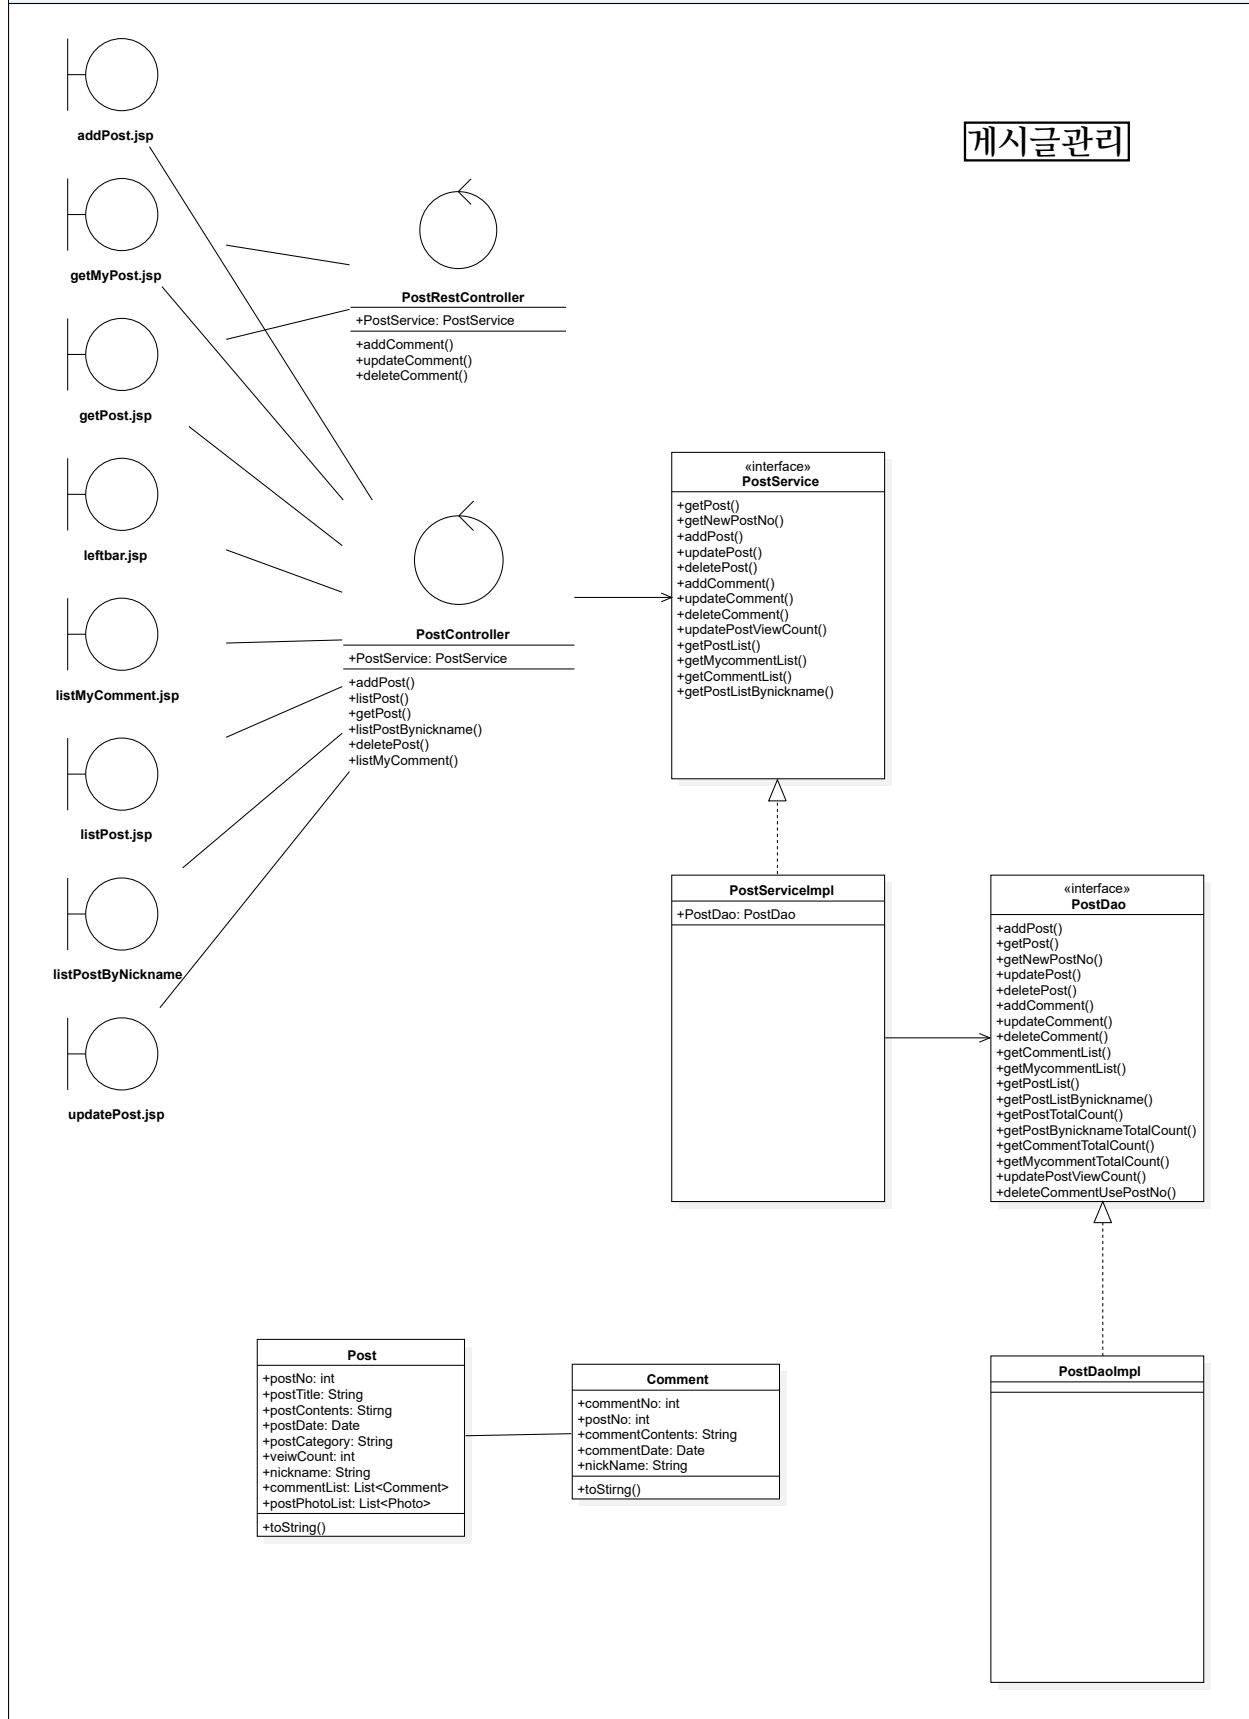 addPost.jsp
게시글관리
getMyPost.jsp
PostRestController
+PostService: PostService
+addComment()
+updateComment()
+deleteComment()
getPost.jsp
leftbar.jsp
listMyComment.jsp
listPost.jsp
listPostByNickname
updatePost.jsp
PostController
+PostService: PostService
+addPost()
+listPost()
+getPost()
+listPostBynickname()
+deletePost()
+listMyComment()
«interface»
PostService
+getPost()
+getNewPostNo()
+addPost()
+updatePost()
+deletePost()
+addComment()
+updateComment()
+deleteComment()
+updatePostViewCount()
+getPostList()
+getMycommentList()
+getCommentList()
+getPostListBynickname()
PostServiceImpl
+PostDao: PostDao
«interface»
PostDao
+addPost()
+getPost()
+getNewPostNo()
+updatePost()
+deletePost()
+addComment()
+updateComment()
+deleteComment()
+getCommentList()
+getMycommentList()
+getPostList()
+getPostListBynickname()
+getPostTotalCount()
+getPostBynicknameTotalCount()
+getCommentTotalCount()
+getMycommentTotalCount()
+updatePostViewCount()
+deleteCommentUsePostNo()
Post
+postNo: int
+postTitle: String
+postContents: Stirng
+postDate: Date
+postCategory: String
+veiwCount: int
+nickname: String
+commentList: List<Comment>
+postPhotoList: List<Photo>
+toString()
Comment
+commentNo: int
+postNo: int
+commentContents: String
+commentDate: Date
+nickName: String
+toStirng()
PostDaoImpl